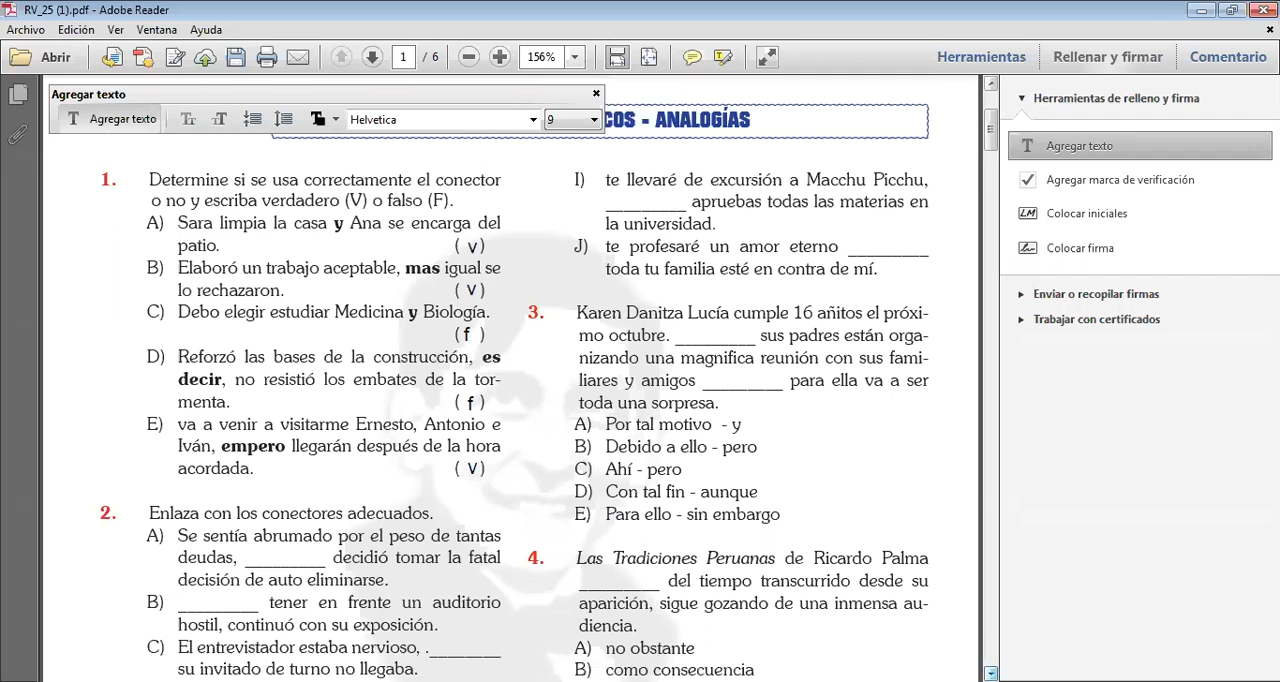 RV_25 (1).pdf - Adobe Reader
Archivo Edición Ver Ventana Ayuda
Abrir 1 / 6 156% Herramientas Rellenar y firmar Comentario
Agregar texto
Agregar texto Helvetica 9
COS - ANALOGÍAS
1. Determine si se usa correctamente el conector
o no y escriba verdadero (V) o falso (F).
A) Sara limpia la casa y Ana se encarga del
patio. ( v )
B) Elaboró un trabajo aceptable, mas igual se
lo rechazaron. ( V )
C) Debo elegir estudiar Medicina y Biología.
( f )
D) Reforzó las bases de la construcción, es
decir, no resistió los embates de la tor-
menta. ( f )
E) va a venir a visitarme Ernesto, Antonio e
Iván, empero llegarán después de la hora
acordada. ( V )
2. Enlaza con los conectores adecuados.
A) Se sentía abrumado por el peso de tantas
deudas, _________ decidió tomar la fatal
decisión de auto eliminarse.
B) _________ tener en frente un auditorio
hostil, continuó con su exposición.
C) El entrevistador estaba nervioso, .________
su invitado de turno no llegaba.
I) te llevaré de excursión a Macchu Picchu,
_________ apruebas todas las materias en
la universidad.
J) te profesaré un amor eterno _________
toda tu familia esté en contra de mí.
3. Karen Danitza Lucía cumple 16 añitos el próxi-
mo octubre. _________ sus padres están orga-
nizando una magnifica reunión con sus fami-
liares y amigos _________ para ella va a ser
toda una sorpresa.
A) Por tal motivo - y
B) Debido a ello - pero
C) Ahí - pero
D) Con tal fin - aunque
E) Para ello - sin embargo
4. Las Tradiciones Peruanas de Ricardo Palma
_________ del tiempo transcurrido desde su
aparición, sigue gozando de una inmensa au-
diencia.
A) no obstante
B) como consecuencia
Herramientas de relleno y firma
Agregar texto
Agregar marca de verificación
LM Colocar iniciales
Colocar firma
Enviar o recopilar firmas
Trabajar con certificados